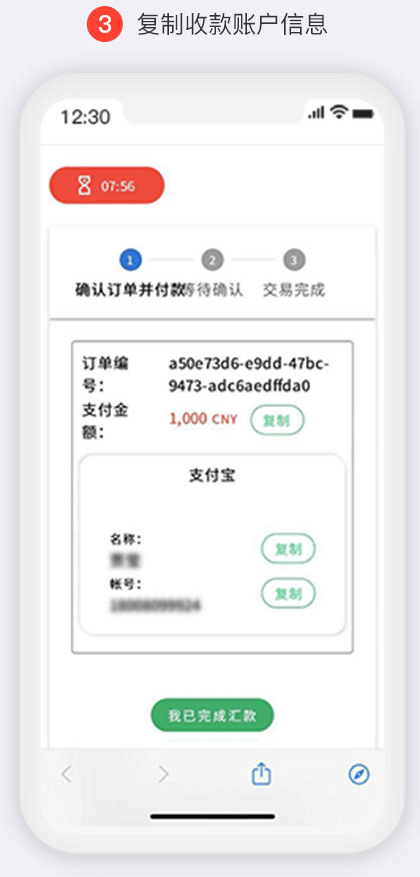 3 复制收款账户信息
12:30
07:56
1 2 3
确认订单并付款 等待确认 交易完成
订单编号： a50e73d6-e9dd-47bc-9473-adc6aedffda0
支付金额： 1,000 CNY 复制
支付宝
名称：
复制
帐号：
复制
我已完成汇款